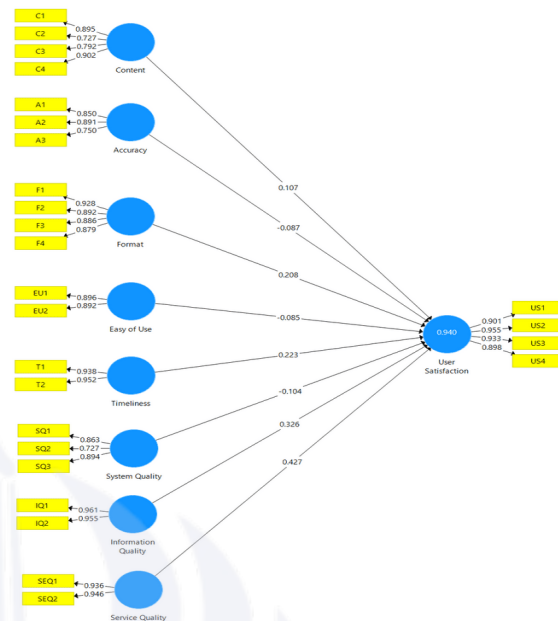 C1
C2
C3
C4
0.895
0.727
0.792
0.902
Content
A1
A2
A3
0.850
0.891
0.750
Accuracy
F1
F2
F3
F4
0.928
0.892
0.886
0.879
Format
EU1
EU2
0.896
0.892
Easy of Use
T1
T2
0.938
0.952
Timeliness
SQ1
SQ2
SQ3
0.863
0.727
0.894
System Quality
IQ1
IQ2
0.961
0.955
Information
Quality
SEQ1
SEQ2
0.936
0.946
Service Quality
0.107
-0.087
0.208
-0.085
0.223
-0.104
0.326
0.427
0.940
User
Satisfaction
0.901
0.955
0.933
0.898
US1
US2
US3
US4